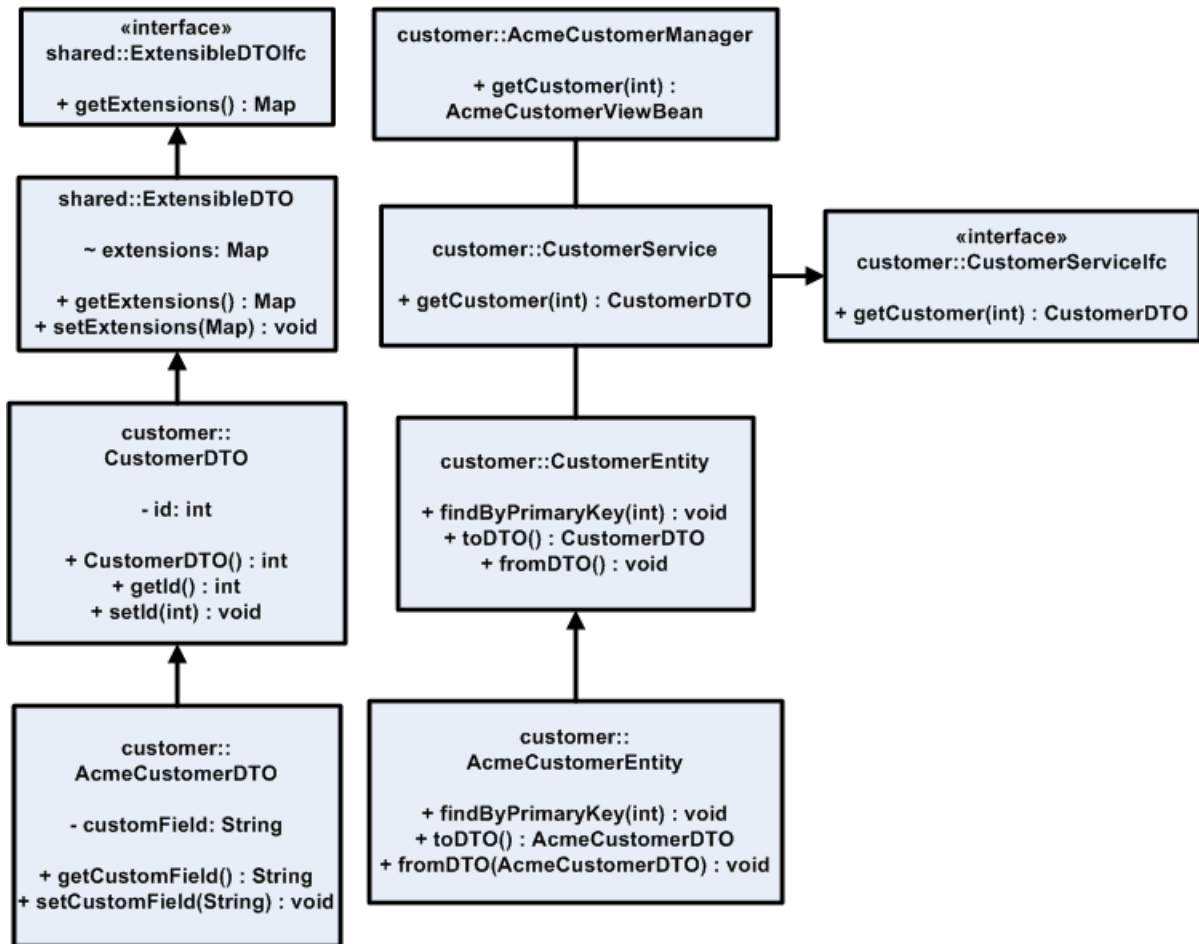 «interface»
shared::ExtensibleDTOIfc
+ getExtensions() : Map
shared::ExtensibleDTO
~ extensions: Map
+ getExtensions() : Map
+ setExtensions(Map) : void
customer::
CustomerDTO
- id: int
+ CustomerDTO() : int
+ getId() : int
+ setId(int) : void
customer::
AcmeCustomerDTO
- customField: String
+ getCustomField() : String
+ setCustomField(String) : void
customer::AcmeCustomerManager
+ getCustomer(int) :
AcmeCustomerViewBean
customer::CustomerService
+ getCustomer(int) : CustomerDTO
«interface»
customer::CustomerServiceIfc
+ getCustomer(int) : CustomerDTO
customer::CustomerEntity
+ findByPrimaryKey(int) : void
+ toDTO() : CustomerDTO
+ fromDTO() : void
customer::
AcmeCustomerEntity
+ findByPrimaryKey(int) : void
+ toDTO() : AcmeCustomerDTO
+ fromDTO(AcmeCustomerDTO) : void